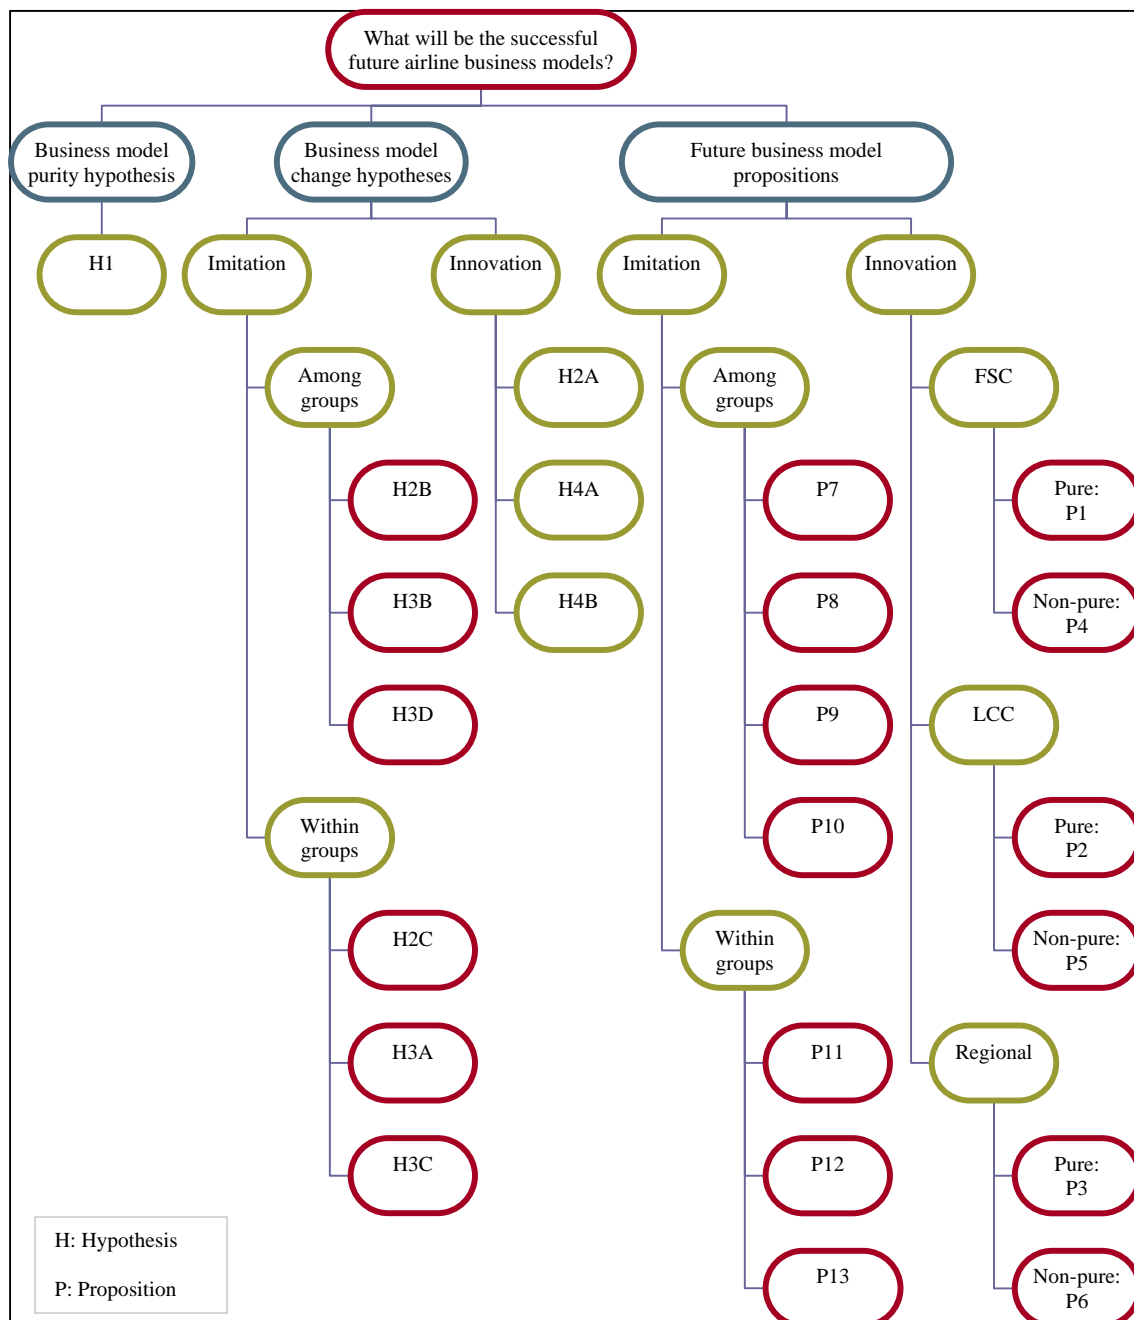 What will be the successful
future airline business models?
Business model
purity hypothesis
Business model
change hypotheses
Future business model
propositions
H1
Imitation
Innovation
Imitation
Innovation
Among
groups
H2A
Among
groups
FSC
H2B
H4A
P7
Pure:
P1
H3B
H4B
P8
Non-pure:
P4
H3D
P9
LCC
Within
groups
P10
Pure:
P2
H2C
Within
groups
Non-pure:
P5
H3A
P11
Regional
H3C
P12
Pure:
P3
H: Hypothesis
P: Proposition
P13
Non-pure:
P6